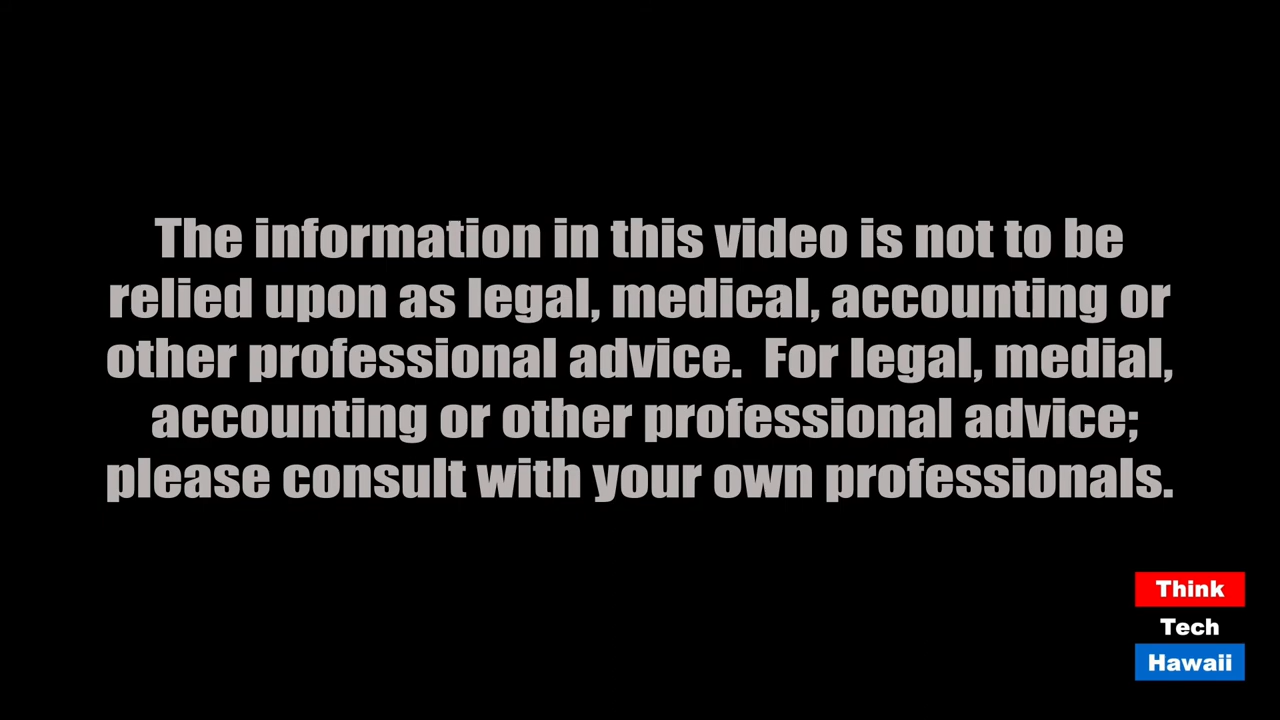 The information in this video is not to be
relied upon as legal, medical, accounting or
other professional advice.  For legal, medial,
accounting or other professional advice;
please consult with your own professionals.
Think
Tech
Hawaii